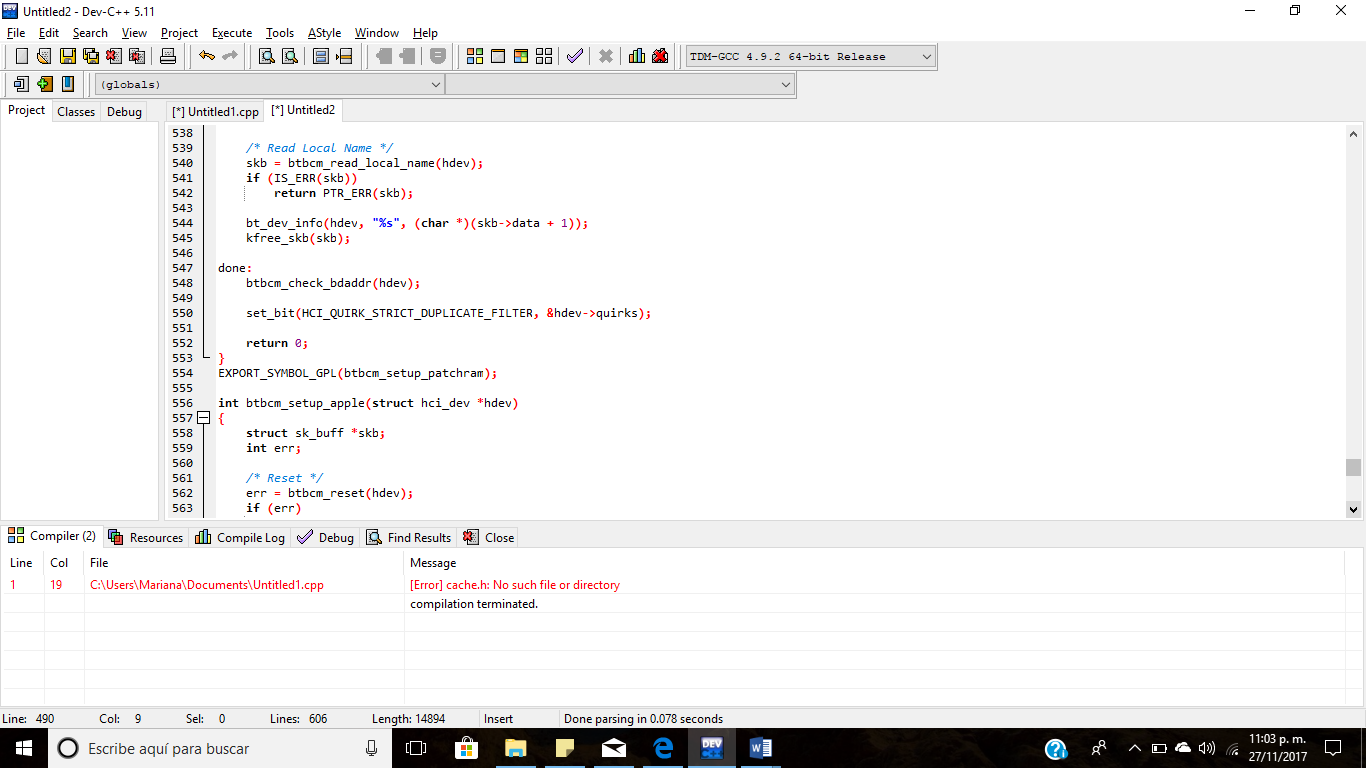 Untitled2 - Dev-C++ 5.11
File Edit Search View Project Execute Tools AStyle Window Help
TDM-GCC 4.9.2 64-bit Release
(globals)
Project Classes Debug [*] Untitled1.cpp [*] Untitled2
538
539 /* Read Local Name */
540 skb = btbcm_read_local_name(hdev);
541 if (IS_ERR(skb))
542 return PTR_ERR(skb);
543
544 bt_dev_info(hdev, "%s", (char *)(skb->data + 1));
545 kfree_skb(skb);
546
547 done:
548 btbcm_check_bdaddr(hdev);
549
550 set_bit(HCI_QUIRK_STRICT_DUPLICATE_FILTER, &hdev->quirks);
551
552 return 0;
553 }
554 EXPORT_SYMBOL_GPL(btbcm_setup_patchram);
555
556 int btbcm_setup_apple(struct hci_dev *hdev)
557 {
558 struct sk_buff *skb;
559 int err;
560
561 /* Reset */
562 err = btbcm_reset(hdev);
563 if (err)
Compiler (2) Resources Compile Log Debug Find Results Close
Line Col File Message
1 19 C:\Users\Mariana\Documents\Untitled1.cpp [Error] cache.h: No such file or directory
compilation terminated.
Line: 490 Col: 9 Sel: 0 Lines: 606 Length: 14894 Insert Done parsing in 0.078 seconds
Escribe aquí para buscar
DEV
11:03 p. m.
27/11/2017